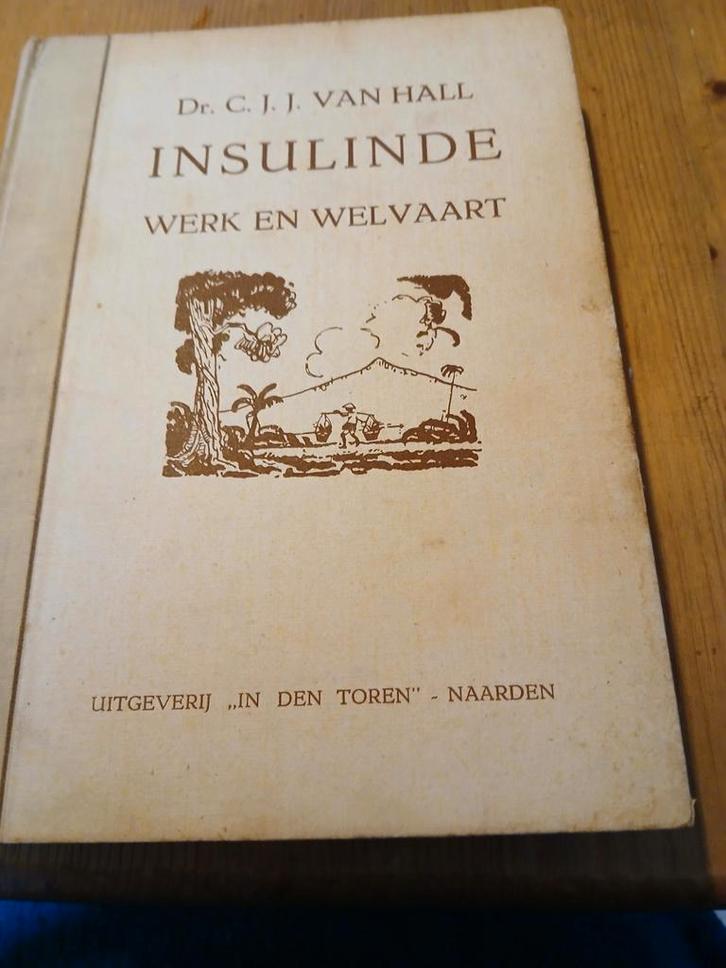 Dr. C. J. J. VAN HALL
INSULINDE
WERK EN WELVAART
UITGEVERIJ „IN DEN TOREN" - NAARDEN